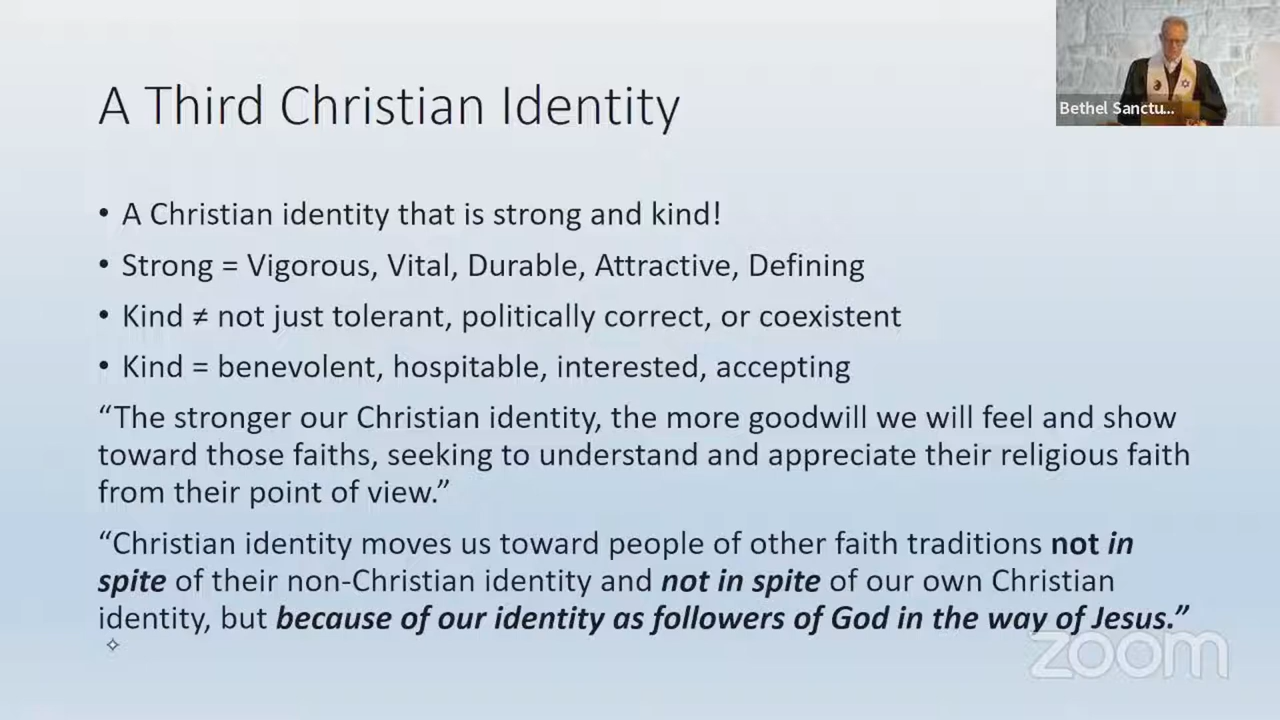 A Third Christian Identity
Bethel Sanctu...
• A Christian identity that is strong and kind!
• Strong = Vigorous, Vital, Durable, Attractive, Defining
• Kind ≠ not just tolerant, politically correct, or coexistent
• Kind = benevolent, hospitable, interested, accepting
“The stronger our Christian identity, the more goodwill we will feel and show
toward those faiths, seeking to understand and appreciate their religious faith
from their point of view.”
“Christian identity moves us toward people of other faith traditions not in
spite of their non-Christian identity and not in spite of our own Christian
identity, but because of our identity as followers of God in the way of Jesus.”
zoom